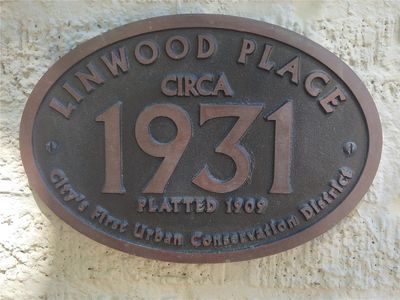 LINWOOD PLACE
CIRCA
1931
PLATTED 1909
City's First Urban Conservation District